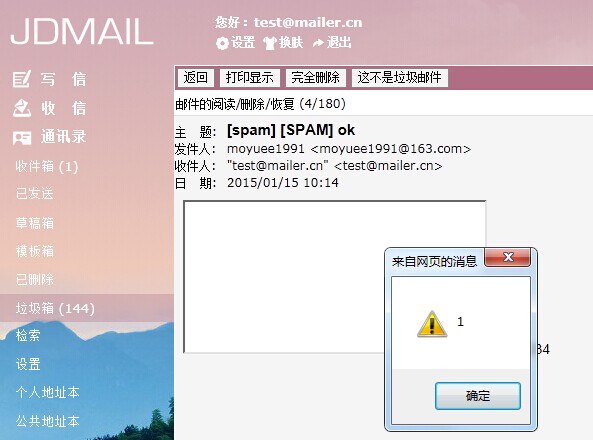 JDMAIL
您好：test@mailer.cn
设置 换肤 退出
写 信
收 信
通讯录
收件箱 (1)
已发送
草稿箱
模板箱
已删除
垃圾箱 (144)
检索
设置
个人地址本
公共地址本
返回 打印显示 完全删除 这不是垃圾邮件
邮件的阅读/删除/恢复 (4/180)
主 题: [spam] [SPAM] ok
发件人: moyuee1991 <moyuee1991@163.com>
收件人: "test@mailer.cn" <test@mailer.cn>
日 期: 2015/01/15 10:14
来自网页的消息
1
确定
34